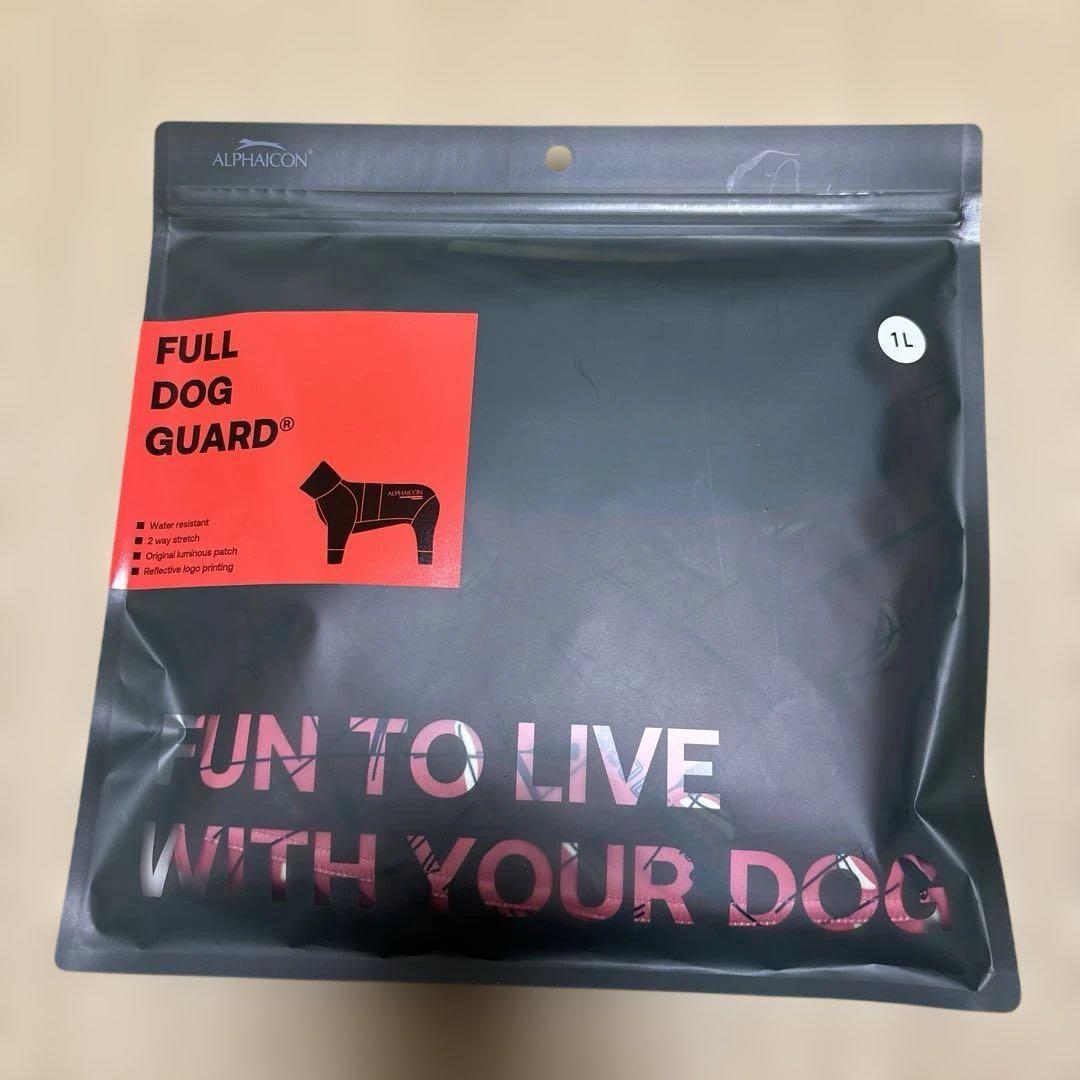 ALPHAICON®
1L
FULL
DOG
GUARD®
ALPHAICON
■ Water resistant
■ 2 way stretch
■ Original luminous patch
■ Reflective logo printing
FUN TO LIVE
WITH YOUR DOG